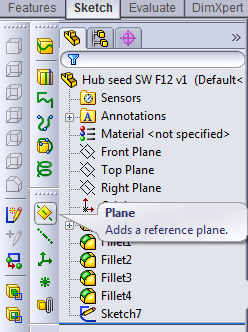 Features Sketch Evaluate DimXpert
Hub seed SW F12 v1 (Default<
Sensors
Annotations
Material <not specified>
Front Plane
Top Plane
Right Plane
Plane
Adds a reference plane.
Fillet1
Fillet2
Fillet3
Fillet4
Sketch7